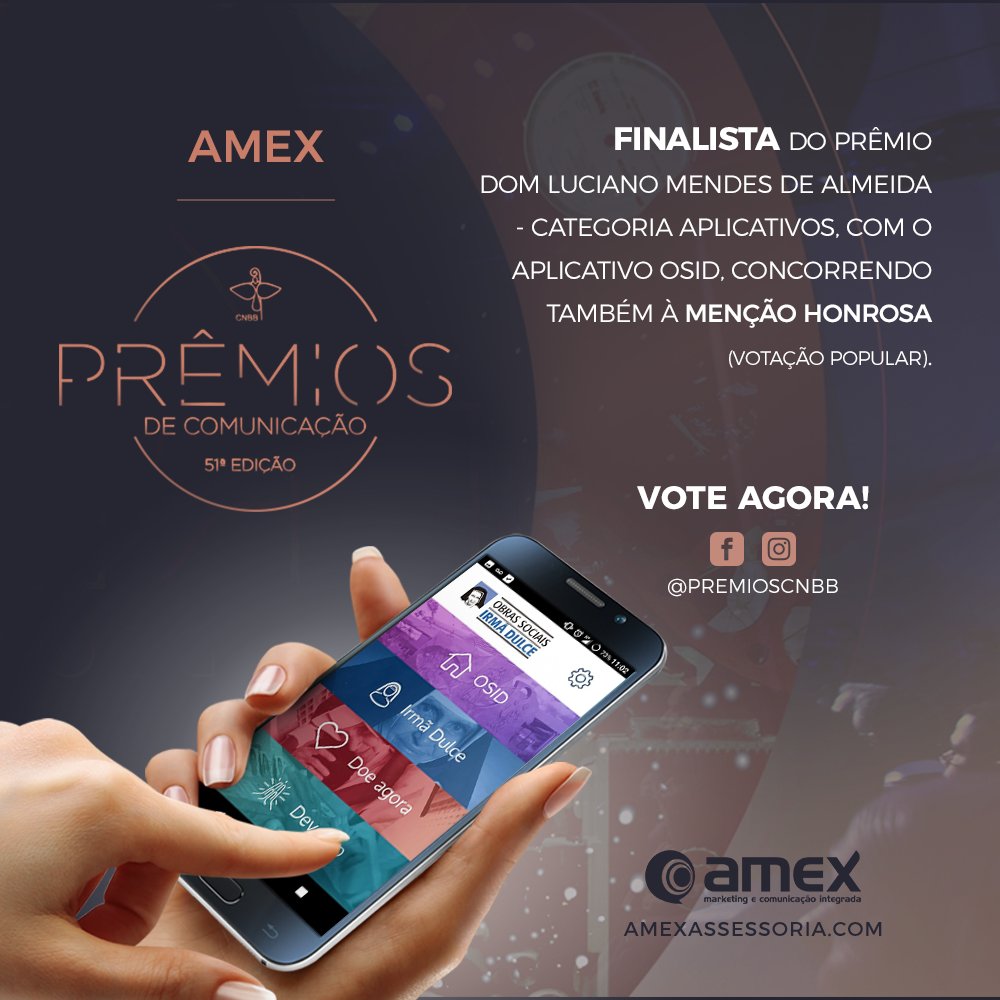 AMEX
CNBB
PRÊMIOS
DE COMUNICAÇÃO
51ª EDIÇÃO
FINALISTA DO PRÊMIO
DOM LUCIANO MENDES DE ALMEIDA
- CATEGORIA APLICATIVOS, COM O
APLICATIVO OSID, CONCORRENDO
TAMBÉM À MENÇÃO HONROSA
(VOTAÇÃO POPULAR).
VOTE AGORA!
@PREMIOSCNBB
73% 11:02
OBRAS SOCIAIS
IRMÃ DULCE
OSID
Irmã Dulce
Doe agora
amex
marketing e comunicação integrada
AMEXASSESSORIA.COM